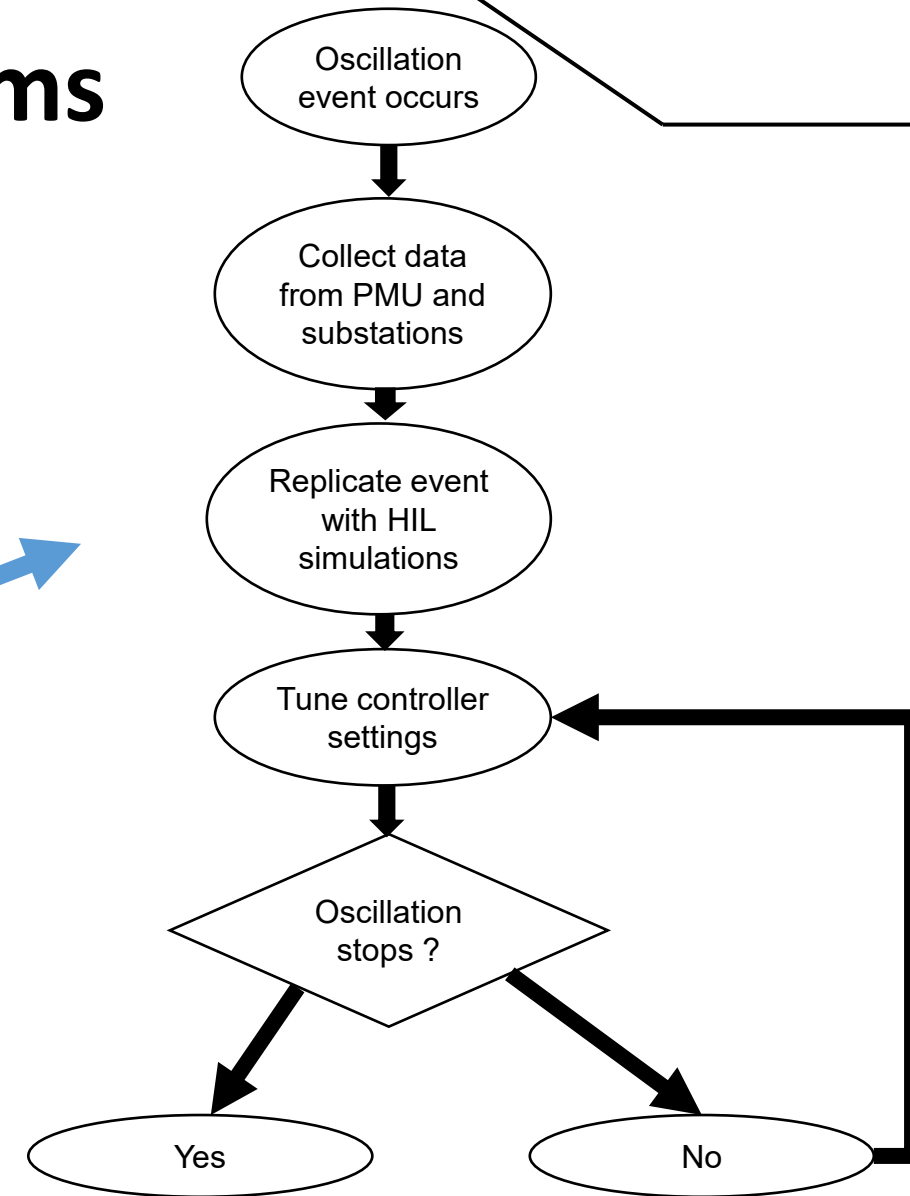 ms
Oscillation
event occurs
Collect data
from PMU and
substations
Replicate event
with HIL
simulations
Tune controller
settings
Oscillation
stops ?
Yes
No